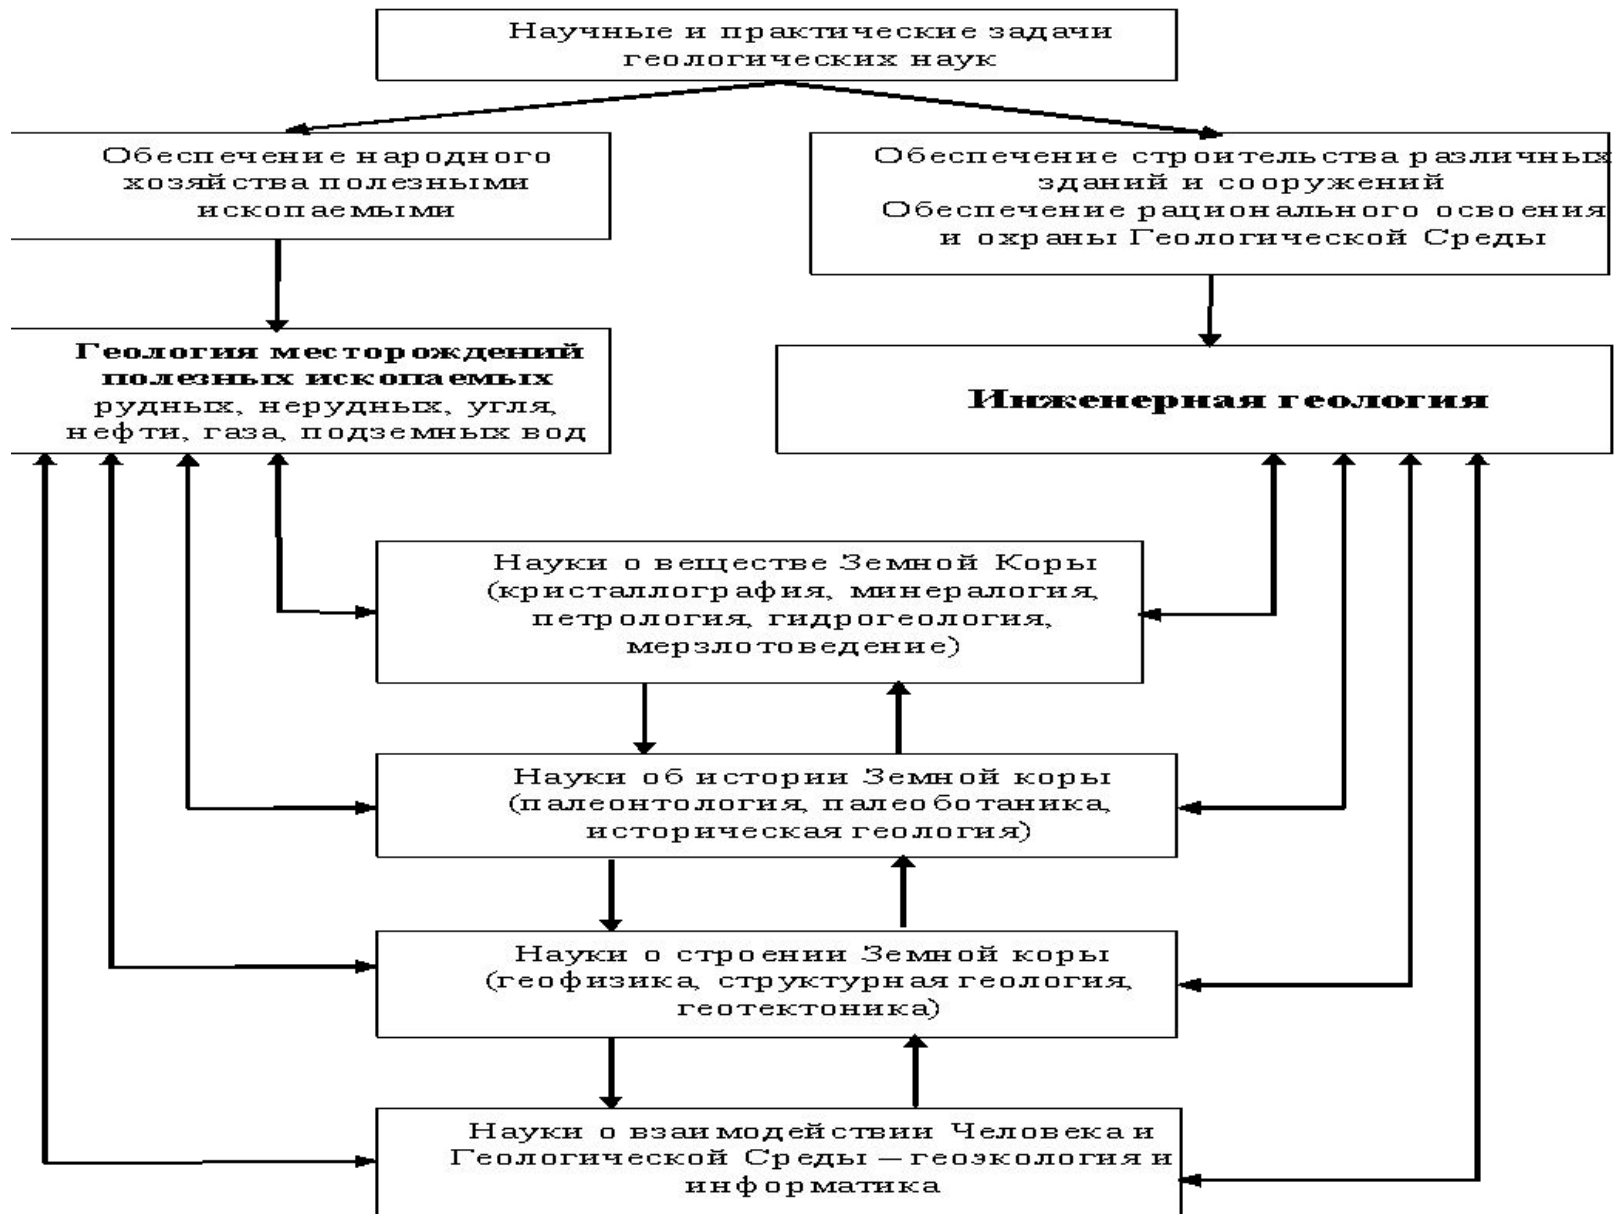 Научные и практические задачи
геологических наук
Обеспечение народного
хозяйства полезными
ископаемыми
Обеспечение строительства различных
зданий и сооружений
Обеспечение рационального освоения
и охраны Геологической Среды
Геология месторождений
полезных ископаемых
рудных, нерудных, угля,
нефти, газа, подземных вод
Инженерная геология
Науки о веществе Земной Коры
(кристаллография, минералогия,
петрология, гидрогеология,
мерзлотоведение)
Науки об истории Земной коры
(палеонтология, палеоботаника,
историческая геология)
Науки о строении Земной коры
(геофизика, структурная геология,
геотектоника)
Науки о взаимодействии Человека и
Геологической Среды – геоэкология и
информатика